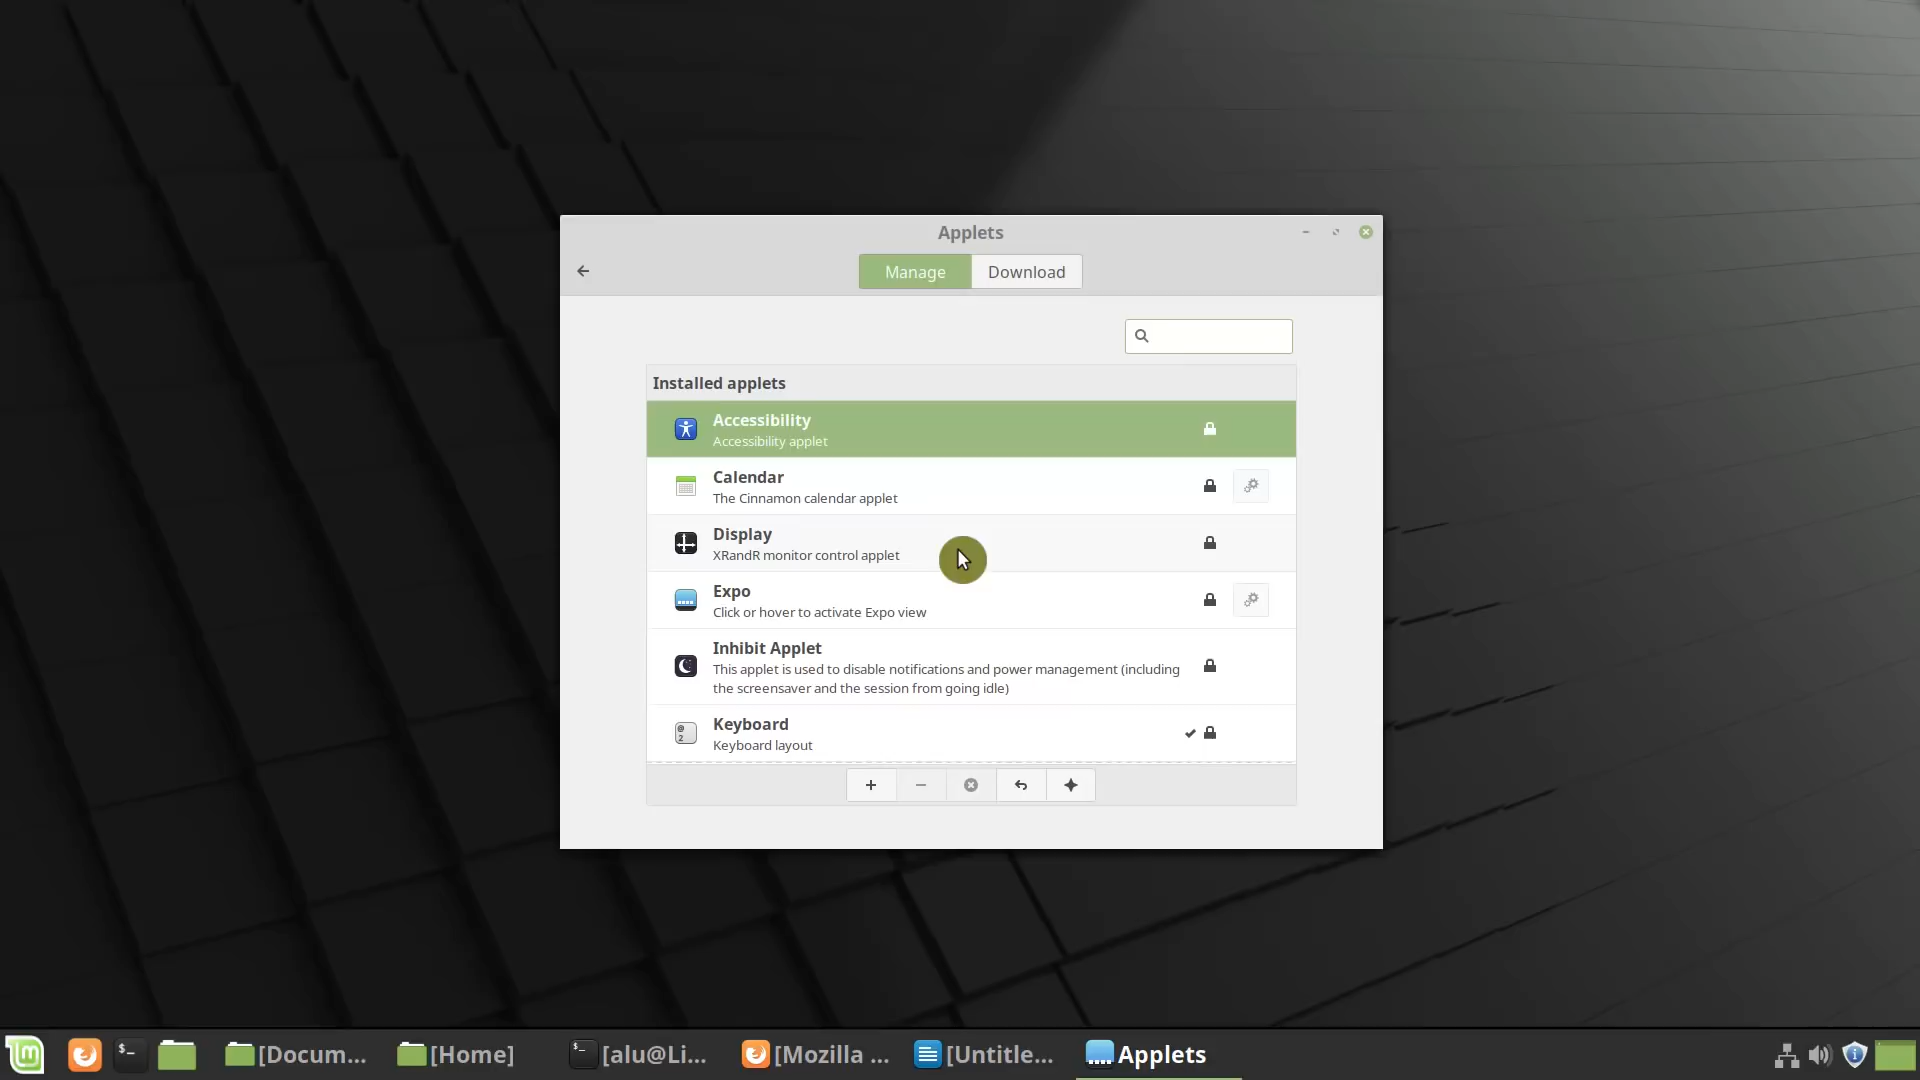 Applets
Manage
Download
Installed applets
Accessibility
Accessibility applet
Calendar
The Cinnamon calendar applet
Display
XRandR monitor control applet
Expo
Click or hover to activate Expo view
Inhibit Applet
This applet is used to disable notifications and power management (including
the screensaver and the session from going idle)
Keyboard
Keyboard layout
[Docum...
[Home]
[alu@Li...
[Mozilla ...
[Untitle...
Applets